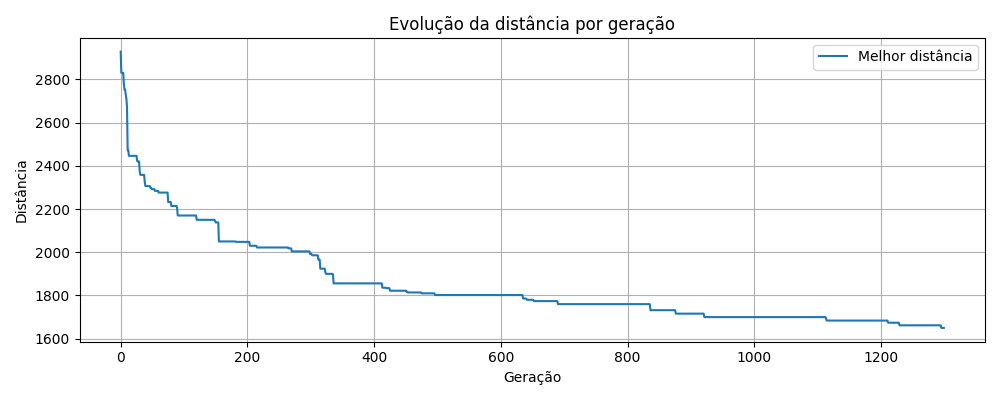 Evolução da distância por geração
Melhor distância
Distância
2800
2600
2400
2200
2000
1800
1600
0 200 400 600 800 1000 1200
Geração